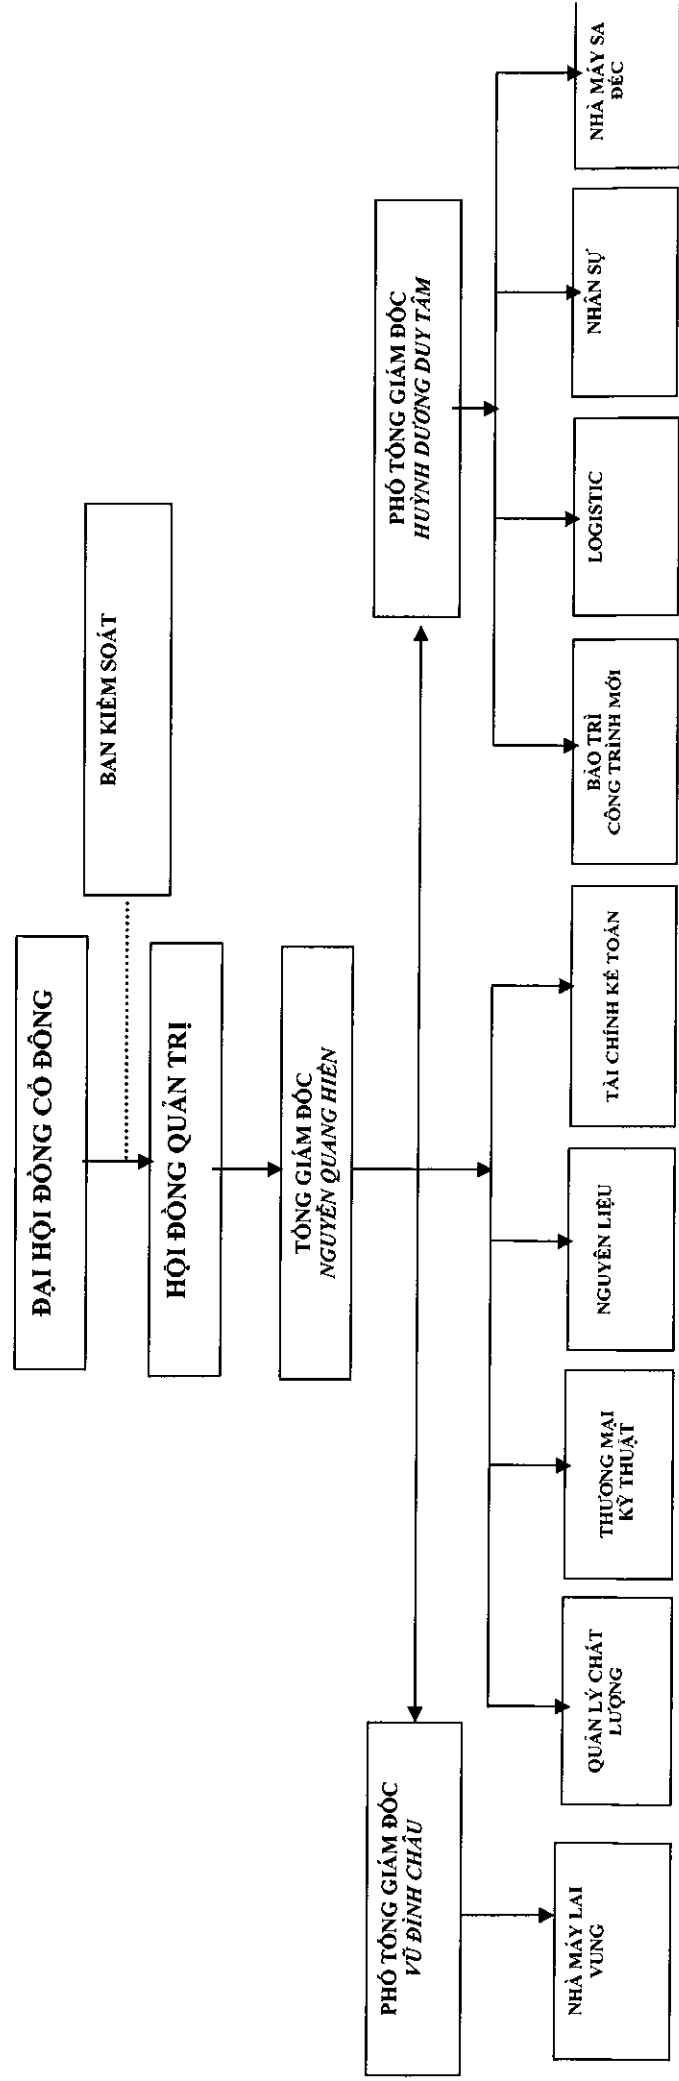 ĐẠI HỘI ĐỒNG CỔ ĐÔNG
BAN KIỂM SOÁT
HỘI ĐỒNG QUẢN TRỊ
TỔNG GIÁM ĐỐC
NGUYỄN QUANG HIỀN
PHÓ TỔNG GIÁM ĐỐC
VŨ ĐÌNH CHÂU
PHÓ TỔNG GIÁM ĐỐC
HUỲNH DƯƠNG DUY TÂM
NHÀ MÁY LAI
VUNG
QUẢN LÝ CHẤT
LƯỢNG
THƯƠNG MẠI
KỸ THUẬT
NGUYÊN LIỆU
TÀI CHÍNH KẾ TOÁN
BẢO TRÌ
CÔNG TRÌNH MỚI
LOGISTIC
NHÂN SỰ
NHÀ MÁY SA
ĐÉC